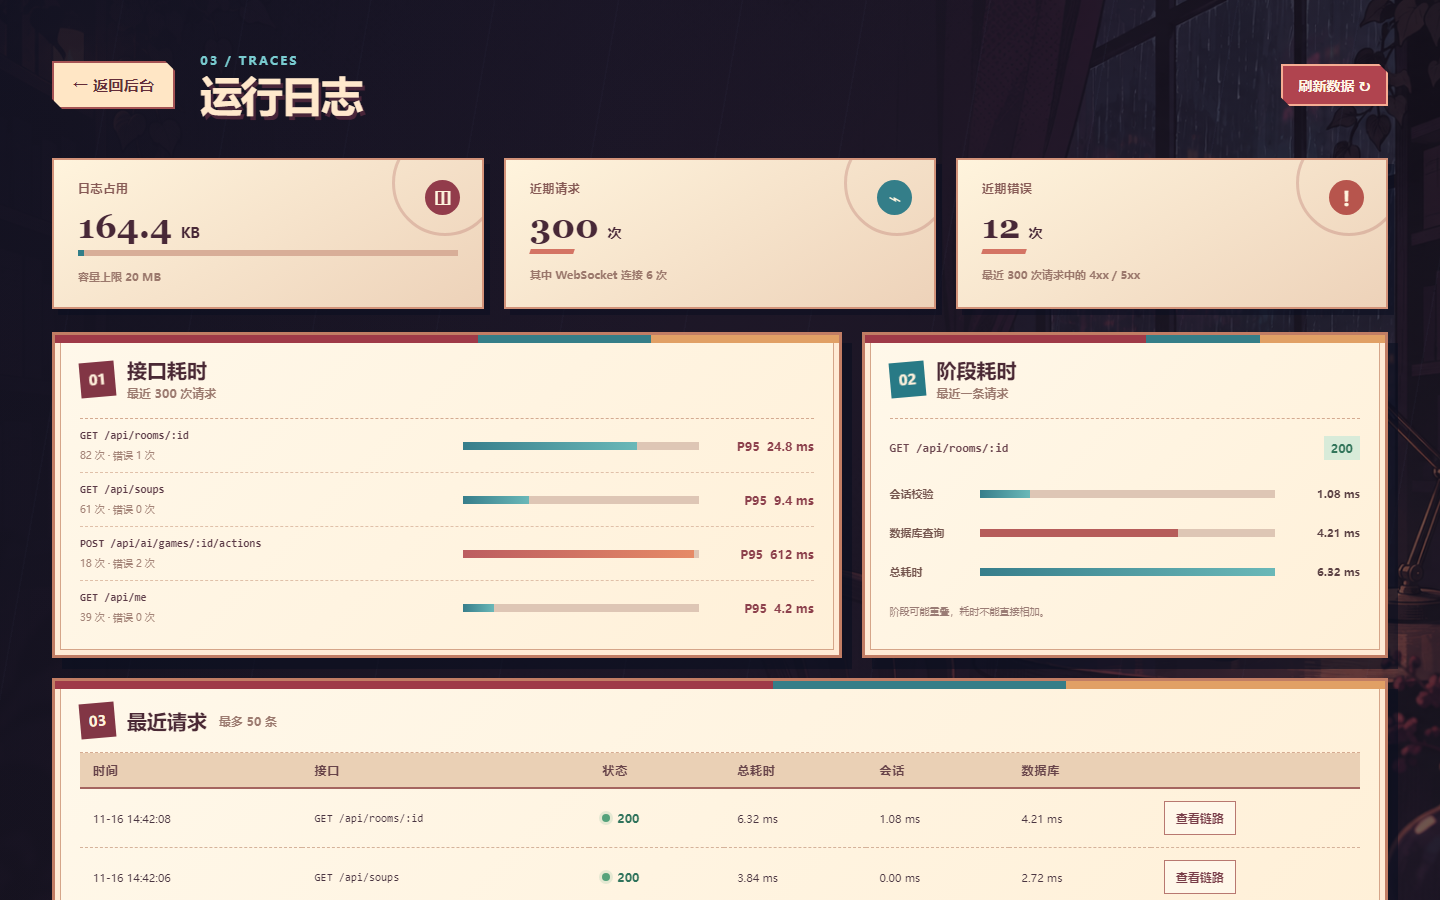 ← 返回后台
03 / TRACES
运行日志
刷新数据 ↻
日志占用
164.4 KB
容量上限 20 MB
近期请求
300 次
其中 WebSocket 连接 6 次
近期错误
!
12 次
最近 300 次请求中的 4xx / 5xx
01
接口耗时
最近 300 次请求
GET /api/rooms/:id
82 次 · 错误 1 次
P95 24.8 ms
GET /api/soups
61 次 · 错误 0 次
P95 9.4 ms
POST /api/ai/games/:id/actions
18 次 · 错误 2 次
P95 612 ms
GET /api/me
39 次 · 错误 0 次
P95 4.2 ms
02
阶段耗时
最近一条请求
GET /api/rooms/:id
200
会话校验 1.08 ms
数据库查询 4.21 ms
总耗时 6.32 ms
阶段可能重叠，耗时不能直接相加。
03
最近请求 最多 50 条
时间 接口 状态 总耗时 会话 数据库
11-16 14:42:08 GET /api/rooms/:id 200 6.32 ms 1.08 ms 4.21 ms 查看链路
11-16 14:42:06 GET /api/soups 200 3.84 ms 0.00 ms 2.72 ms 查看链路